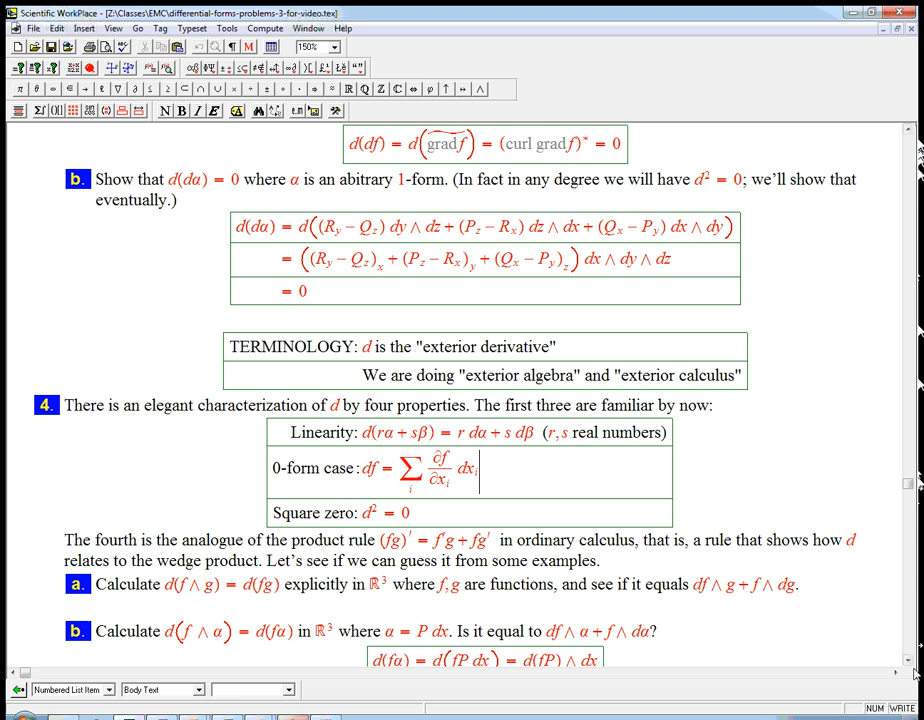 Scientific WorkPlace - [Z:\Classes\EMC\differential-forms-problems-3-for-video.tex]
File Edit Insert View Go Tag Typeset Tools Compute Window Help
150%
N B I E
d(df) = d(grad f) = (curl grad f)* = 0
b. Show that d(dα) = 0 where α is an abitrary 1-form. (In fact in any degree we will have d² = 0; we'll show that
eventually.)
d(dα) = d((R_y − Q_z) dy ∧ dz + (P_z − R_x) dz ∧ dx + (Q_x − P_y) dx ∧ dy)
= ((R_y − Q_z)_x + (P_z − R_x)_y + (Q_x − P_y)_z) dx ∧ dy ∧ dz
= 0
TERMINOLOGY: d is the "exterior derivative"
We are doing "exterior algebra" and "exterior calculus"
4. There is an elegant characterization of d by four properties. The first three are familiar by now:
Linearity: d(rα + sβ) = r dα + s dβ (r, s real numbers)
0-form case: df = ∑_i ∂f/∂x_i dx_i
Square zero: d² = 0
The fourth is the analogue of the product rule (fg)′ = f′g + fg′ in ordinary calculus, that is, a rule that shows how d
relates to the wedge product. Let's see if we can guess it from some examples.
a. Calculate d(f ∧ g) = d(fg) explicitly in ℝ³ where f, g are functions, and see if it equals df ∧ g + f ∧ dg.
b. Calculate d(f ∧ α) = d(fα) in ℝ³ where α = P dx. Is it equal to df ∧ α + f ∧ dα?
d(fα) = d(fP dx) = d(fP) ∧ dx
Numbered List Item Body Text
NUM WRITE